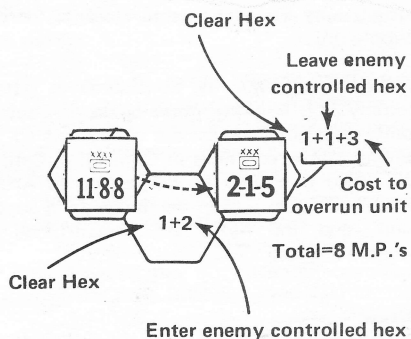 Clear Hex
Leave enemy
controlled hex
1+1+3
xxxx
11-8-8
xxx
2-1-5
Cost to
overrun unit
1+2
Total=8 M.P.'s
Clear Hex
Enter enemy controlled hex